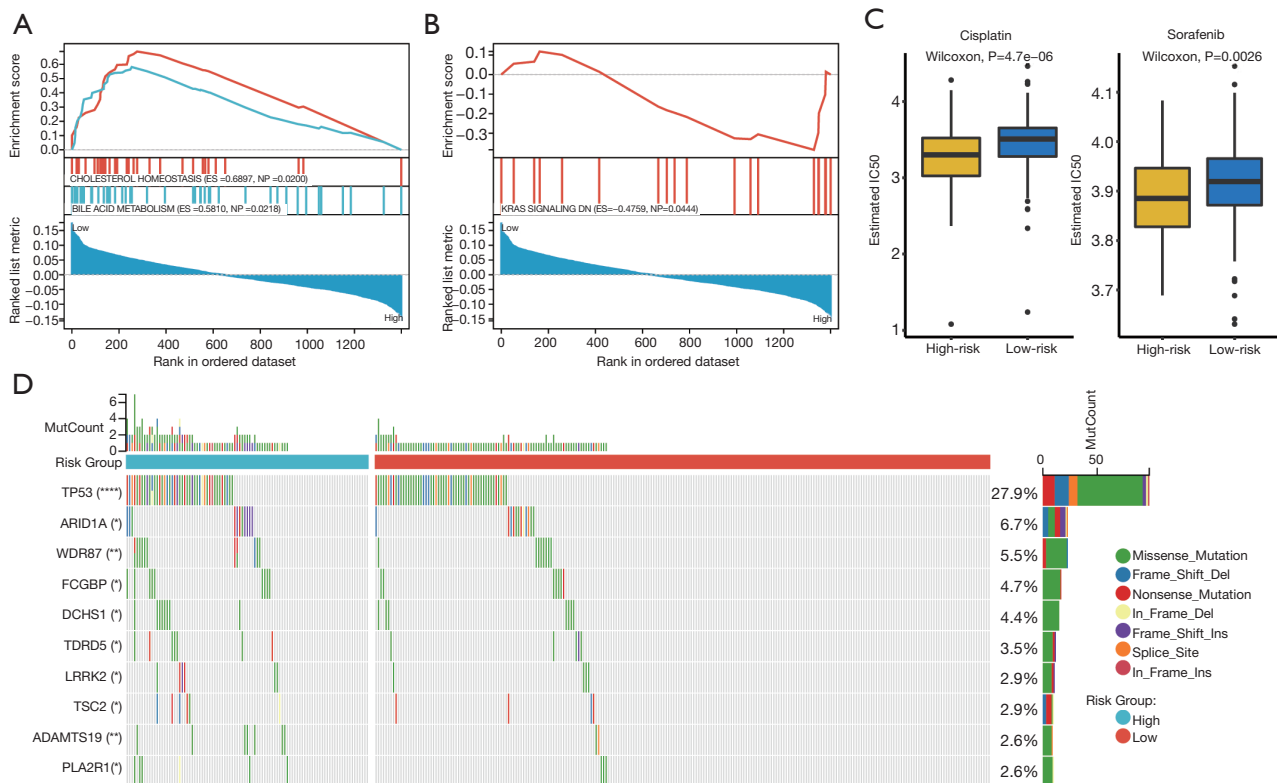 A
Enrichment score
0.6
0.5
0.4
0.3
0.2
0.1
0.0
CHOLESTEROL HOMEOSTASIS (ES =0.6897, NP =0.0200)
BILE ACID METABOLISM (ES =0.5810, NP =0.0218)
Ranked list metric
0.15
0.10
0.05
0.00
−0.05
−0.10
−0.15
Low
High
0 200 400 600 800 1000 1200
Rank in ordered dataset
B
Enrichment score
0.1
0.0
−0.1
−0.2
−0.3
KRAS SIGNALING DN (ES=−0.4759, NP=0.0444)
Ranked list metric
0.15
0.10
0.05
0.00
−0.05
−0.10
−0.15
Low
High
0 200 400 600 800 1000 1200
Rank in ordered dataset
C
Cisplatin
Wilcoxon, P=4.7e−06
Estimated IC50
4
3
2
1
High-risk Low-risk
Sorafenib
Wilcoxon, P=0.0026
Estimated IC50
4.1
4.0
3.9
3.8
3.7
High-risk Low-risk
D
MutCount
6
4
2
0
Risk Group
TP53 (****) 27.9%
ARID1A (*) 6.7%
WDR87 (**) 5.5%
FCGBP (*) 4.7%
DCHS1 (*) 4.4%
TDRD5 (*) 3.5%
LRRK2 (*) 2.9%
TSC2 (*) 2.9%
ADAMTS19 (**) 2.6%
PLA2R1(*) 2.6%
MutCount
0 50
Missense_Mutation
Frame_Shift_Del
Nonsense_Mutation
In_Frame_Del
Frame_Shift_Ins
Splice_Site
In_Frame_Ins
Risk Group:
High
Low